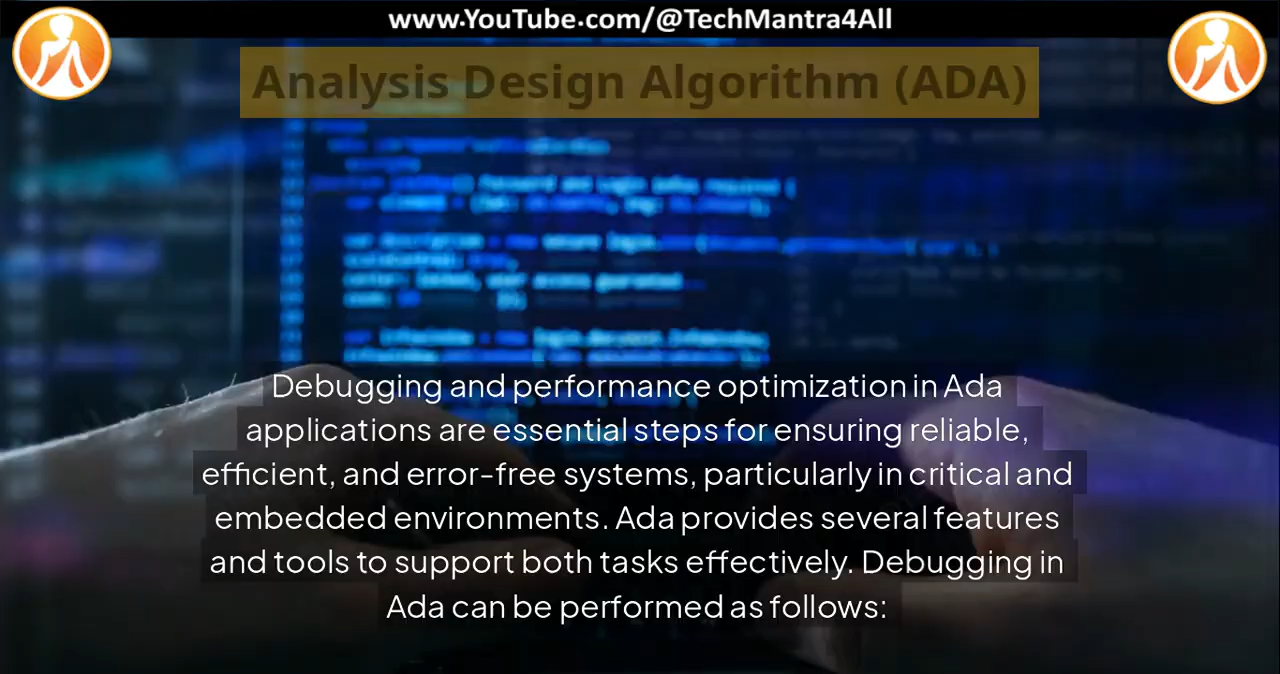 www.YouTube.com/@TechMantra4All
Analysis Design Algorithm (ADA)
Debugging and performance optimization in Ada
applications are essential steps for ensuring reliable,
efficient, and error-free systems, particularly in critical and
embedded environments. Ada provides several features
and tools to support both tasks effectively. Debugging in
Ada can be performed as follows: